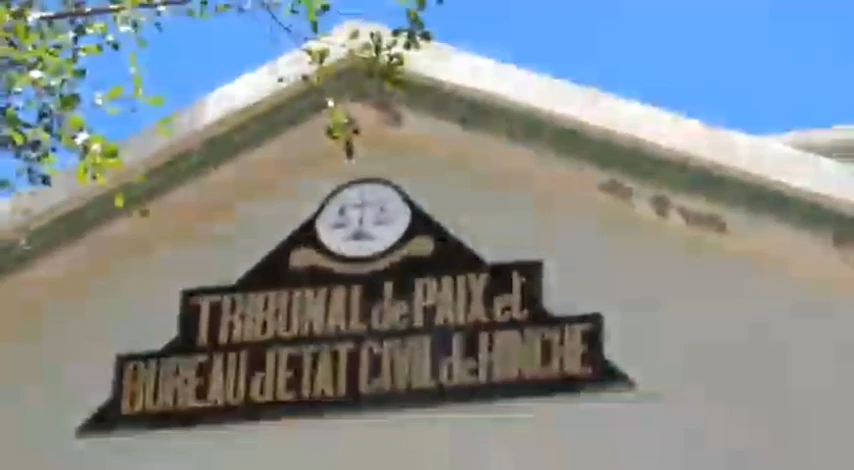 TRIBUNAL de PAIX et
BUREAU d'ETAT CIVIL de HINCHE